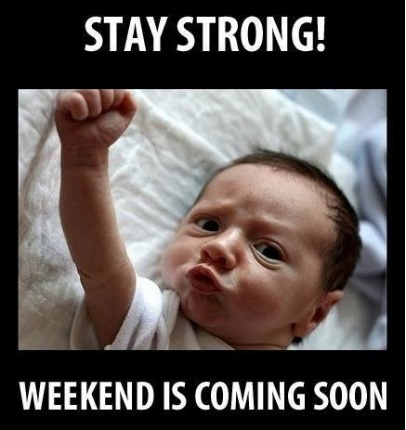 STAY STRONG!
WEEKEND IS COMING SOON